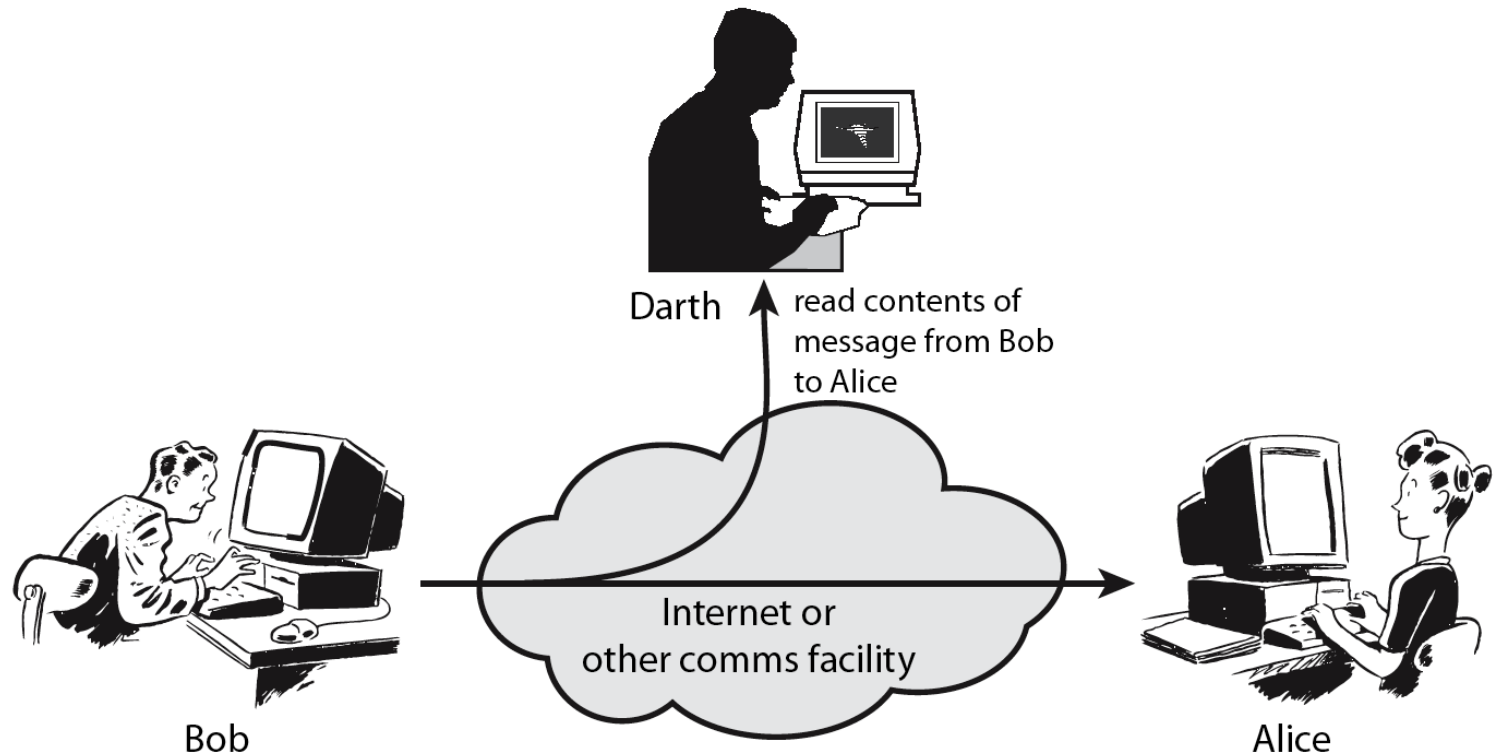 Darth
read contents of
message from Bob
to Alice
Internet or
other comms facility
Bob
Alice